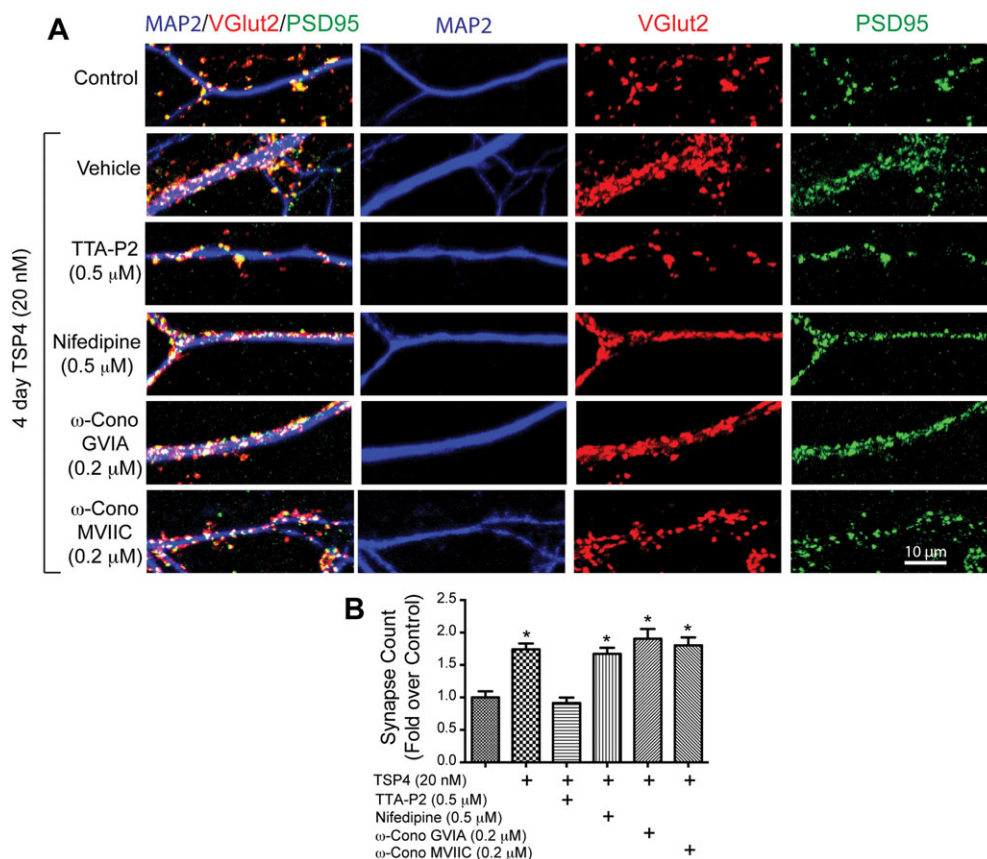 A
MAP2/VGlut2/PSD95
MAP2
VGlut2
PSD95
Control
4 day TSP4 (20 nM)
Vehicle
TTA-P2
(0.5 μM)
Nifedipine
(0.5 μM)
ω-Cono
GVIA
(0.2 μM)
ω-Cono
MVIIC
(0.2 μM)
10 μm
B
Synapse Count
(Fold over Control)
2.5
2.0
1.5
1.0
0.5
0.0
* * * *
TSP4 (20 nM) + + + + +
TTA-P2 (0.5 μM) +
Nifedipine (0.5 μM) +
ω-Cono GVIA (0.2 μM) +
ω-Cono MVIIC (0.2 μM) +